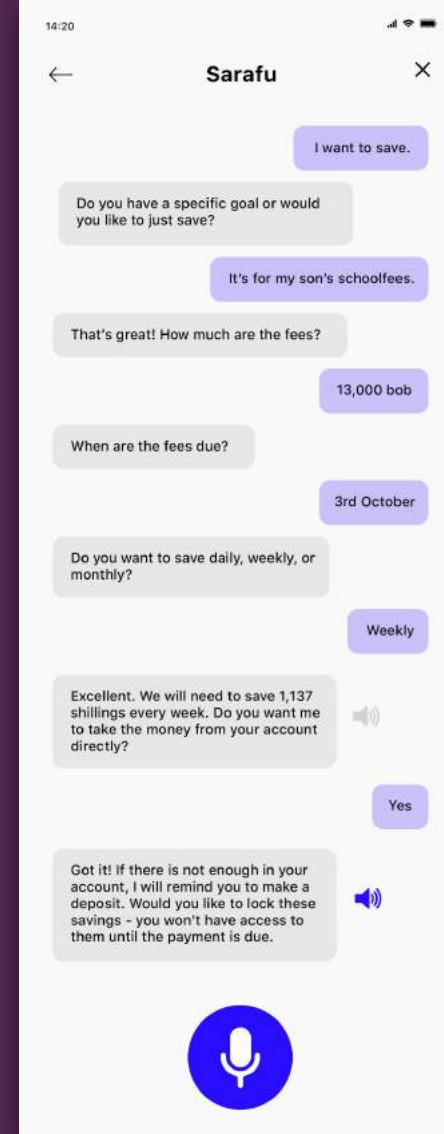 14:20
Sarafu
I want to save.
Do you have a specific goal or would
you like to just save?
It's for my son's schoolfees.
That's great! How much are the fees?
13,000 bob
When are the fees due?
3rd October
Do you want to save daily, weekly, or
monthly?
Weekly
Excellent. We will need to save 1,137
shillings every week. Do you want me
to take the money from your account
directly?
Yes
Got it! If there is not enough in your
account, I will remind you to make a
deposit. Would you like to lock these
savings - you won't have access to
them until the payment is due.